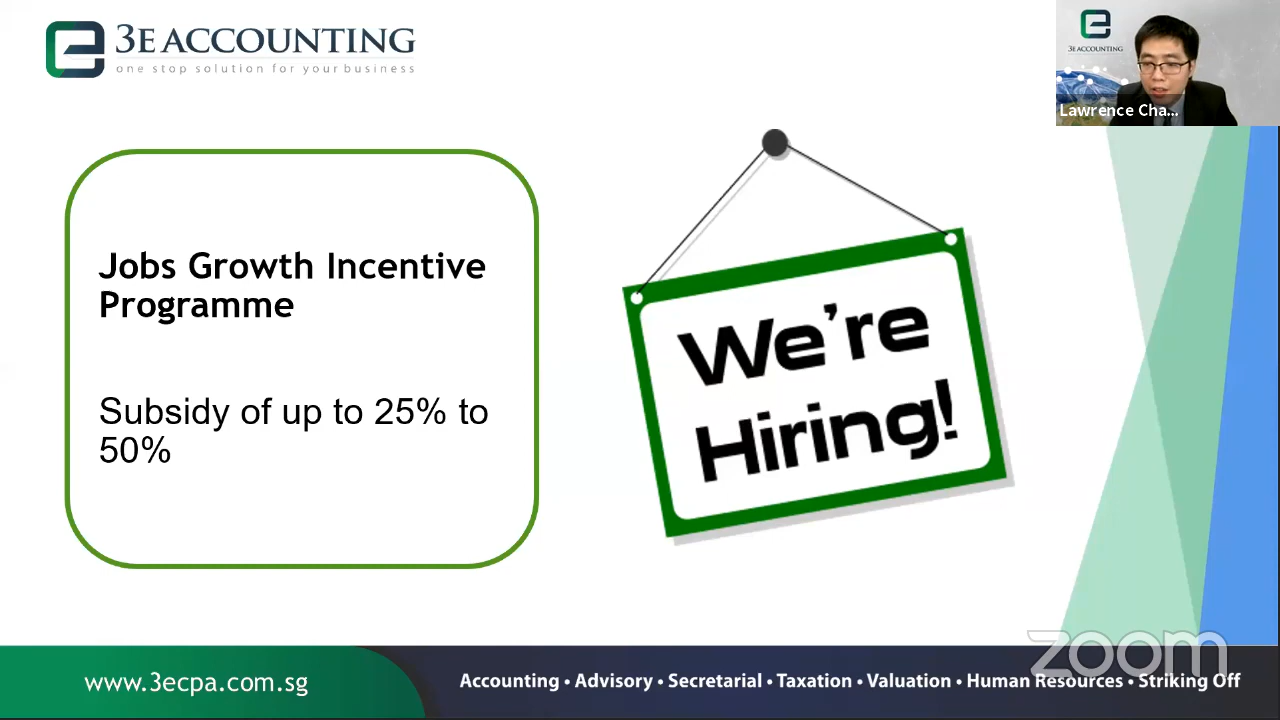 3E ACCOUNTING
one stop solution for your business
3E ACCOUNTING
Lawrence Cha...
Jobs Growth Incentive
Programme
Subsidy of up to 25% to
50%
We're
Hiring!
zoom
www.3ecpa.com.sg
Accounting • Advisory • Secretarial • Taxation • Valuation • Human Resources • Striking Off